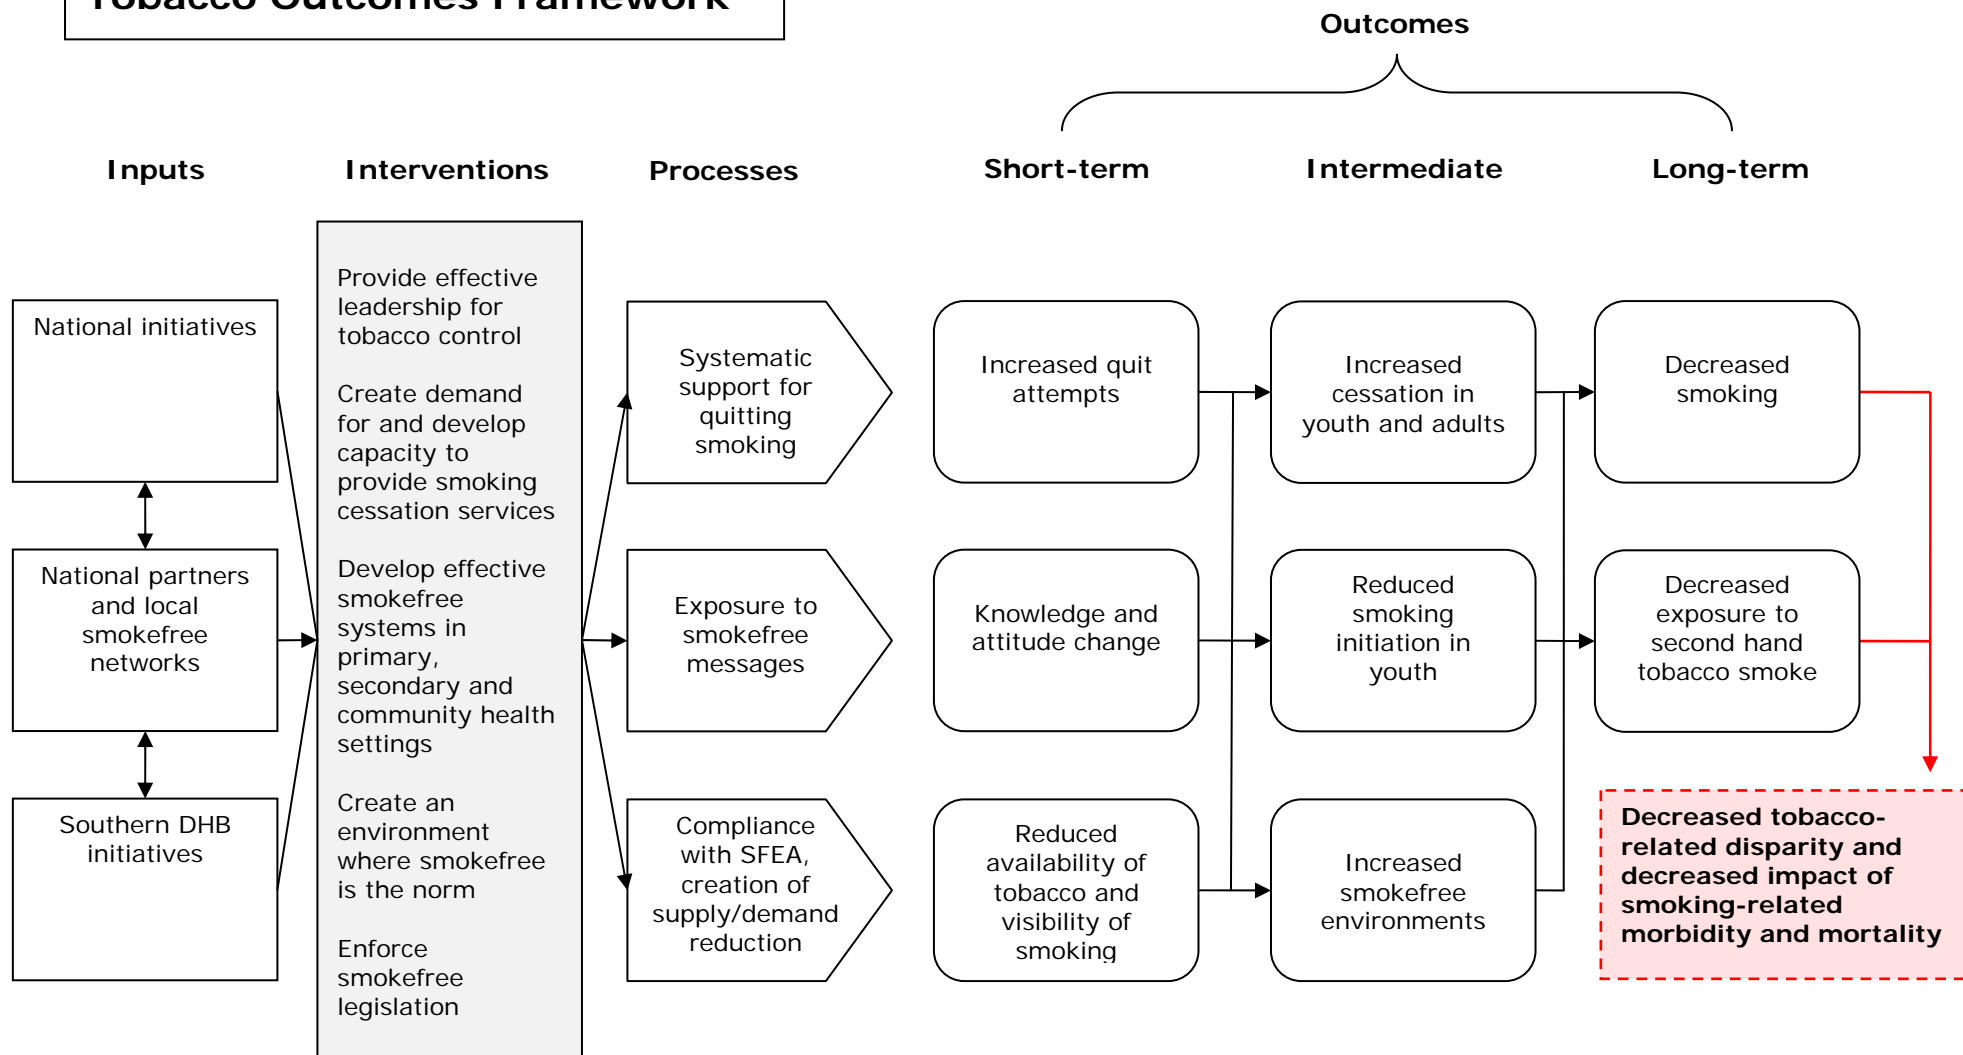 Tobacco Outcomes Framework
Outcomes
Inputs
Interventions
Processes
Short-term
Intermediate
Long-term
National initiatives
National partners
and local
smokefree
networks
Southern DHB
initiatives
Provide effective
leadership for
tobacco control
Create demand
for and develop
capacity to
provide smoking
cessation services
Develop effective
smokefree
systems in
primary,
secondary and
community health
settings
Create an
environment
where smokefree
is the norm
Enforce
smokefree
legislation
Systematic
support for
quitting
smoking
Exposure to
smokefree
messages
Compliance
with SFEA,
creation of
supply/demand
reduction
Increased quit
attempts
Knowledge and
attitude change
Reduced
availability of
tobacco and
visibility of
smoking
Increased
cessation in
youth and adults
Reduced
smoking
initiation in
youth
Increased
smokefree
environments
Decreased
smoking
Decreased
exposure to
second hand
tobacco smoke
Decreased tobacco-
related disparity and
decreased impact of
smoking-related
morbidity and mortality